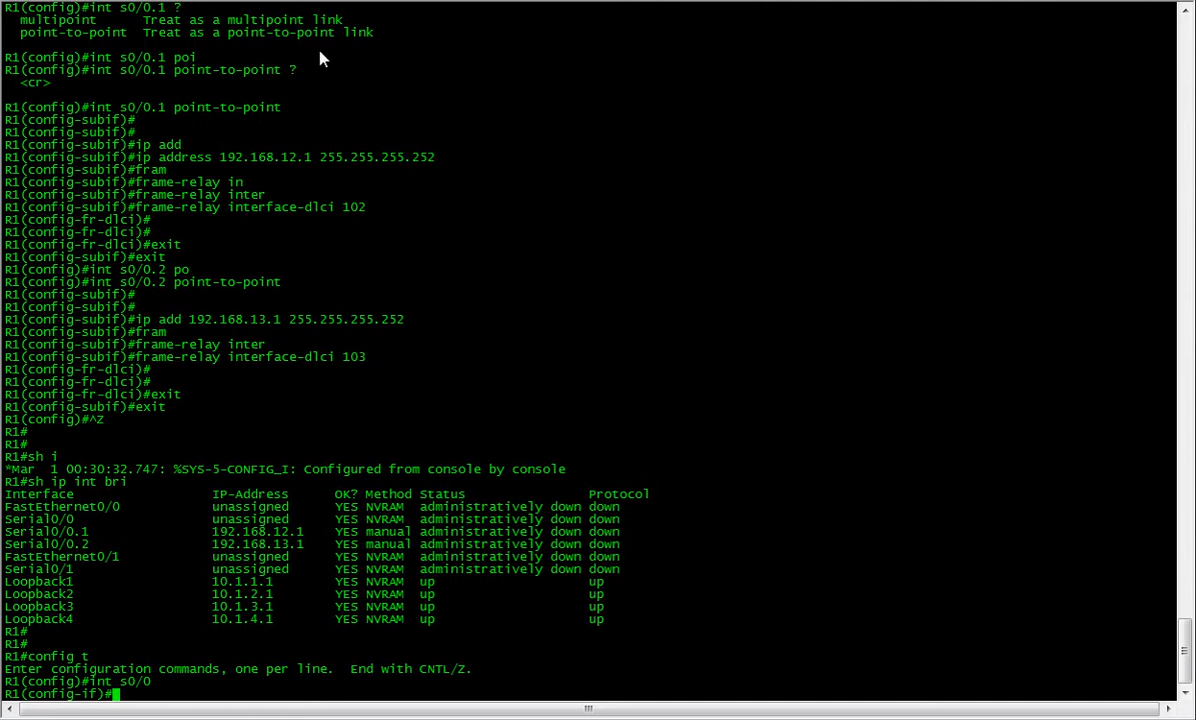 R1(config)#int s0/0.1 ?
  multipoint      Treat as a multipoint link
  point-to-point  Treat as a point-to-point link
R1(config)#int s0/0.1 poi
R1(config)#int s0/0.1 point-to-point ?
  <cr>
R1(config)#int s0/0.1 point-to-point
R1(config-subif)#
R1(config-subif)#
R1(config-subif)#ip add
R1(config-subif)#ip address 192.168.12.1 255.255.255.252
R1(config-subif)#fram
R1(config-subif)#frame-relay in
R1(config-subif)#frame-relay inter
R1(config-subif)#frame-relay interface-dlci 102
R1(config-fr-dlci)#
R1(config-fr-dlci)#
R1(config-fr-dlci)#exit
R1(config-subif)#exit
R1(config)#int s0/0.2 po
R1(config)#int s0/0.2 point-to-point
R1(config-subif)#
R1(config-subif)#
R1(config-subif)#ip add 192.168.13.1 255.255.255.252
R1(config-subif)#fram
R1(config-subif)#frame-relay inter
R1(config-subif)#frame-relay interface-dlci 103
R1(config-fr-dlci)#
R1(config-fr-dlci)#
R1(config-fr-dlci)#exit
R1(config-subif)#exit
R1(config)#^Z
R1#
R1#
R1#sh i
*Mar  1 00:30:32.747: %SYS-5-CONFIG_I: Configured from console by console
R1#sh ip int bri
Interface                  IP-Address      OK? Method Status                Protocol
FastEthernet0/0            unassigned      YES NVRAM  administratively down down
Serial0/0                  unassigned      YES NVRAM  administratively down down
Serial0/0.1                192.168.12.1    YES manual administratively down down
Serial0/0.2                192.168.13.1    YES manual administratively down down
FastEthernet0/1            unassigned      YES NVRAM  administratively down down
Serial0/1                  unassigned      YES NVRAM  administratively down down
Loopback1                  10.1.1.1        YES NVRAM  up                    up
Loopback2                  10.1.2.1        YES NVRAM  up                    up
Loopback3                  10.1.3.1        YES NVRAM  up                    up
Loopback4                  10.1.4.1        YES NVRAM  up                    up
R1#
R1#
R1#config t
Enter configuration commands, one per line.  End with CNTL/Z.
R1(config)#int s0/0
R1(config-if)#